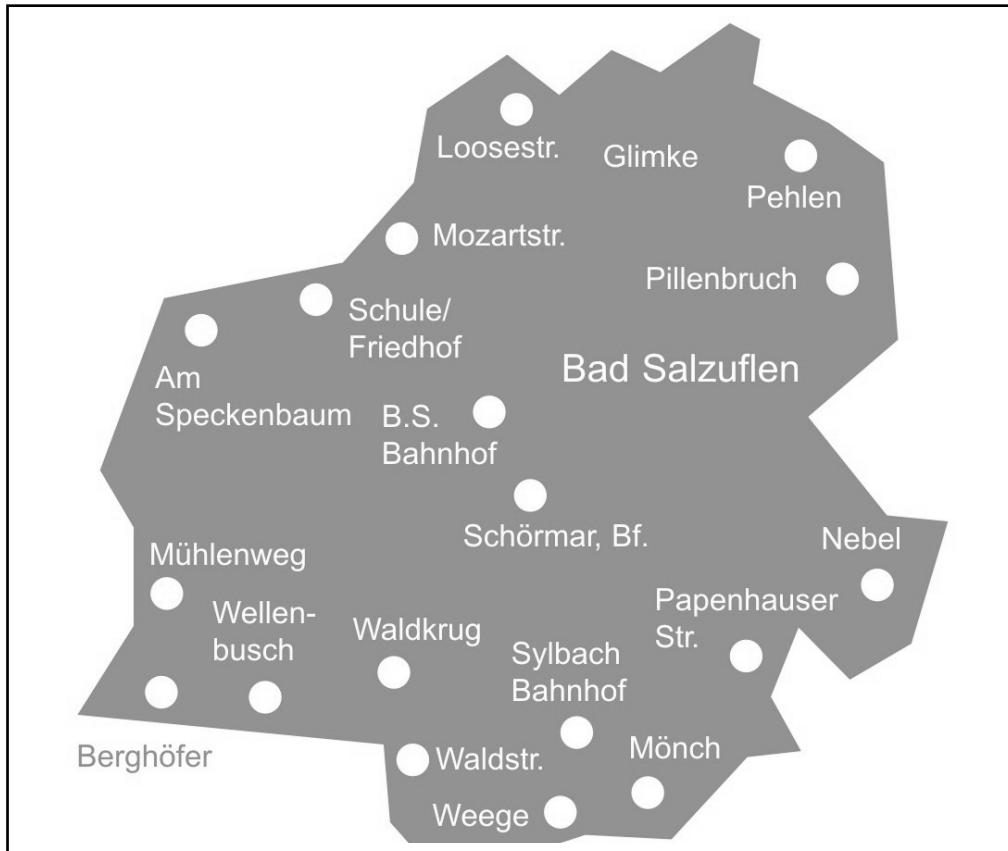 Loosestr.
Glimke
Pehlen
Mozartstr.
Pillenbruch
Schule/
Friedhof
Bad Salzuflen
Am
Speckenbaum
B.S.
Bahnhof
Schörmar, Bf.
Nebel
Mühlenweg
Wellen-
busch
Papenhauser
Str.
Waldkrug
Sylbach
Bahnhof
Berghöfer
Waldstr.
Mönch
Weege